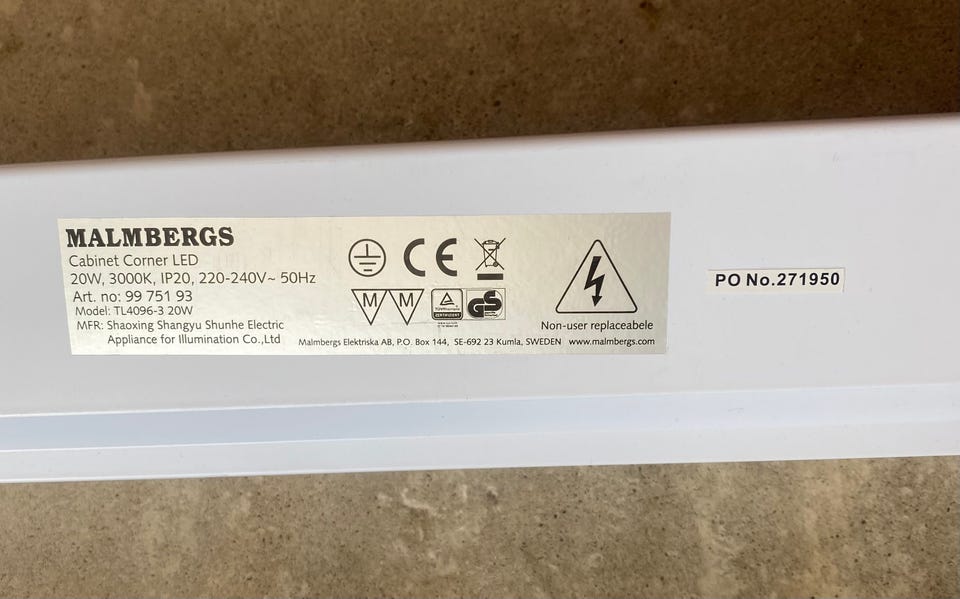 MALMBERGS
Cabinet Corner LED
20W, 3000K, IP20, 220-240V~ 50Hz
Art. no: 99 751 93
Model: TL4096-3 20W
MFR: Shaoxing Shangyu Shunhe Electric
Appliance for Illumination Co.,Ltd
CE
M M
GS
Non-user replaceabele
Malmbergs Elektriska AB, P.O. Box 144, SE-692 23 Kumla, SWEDEN www.malmbergs.com
PO No.271950